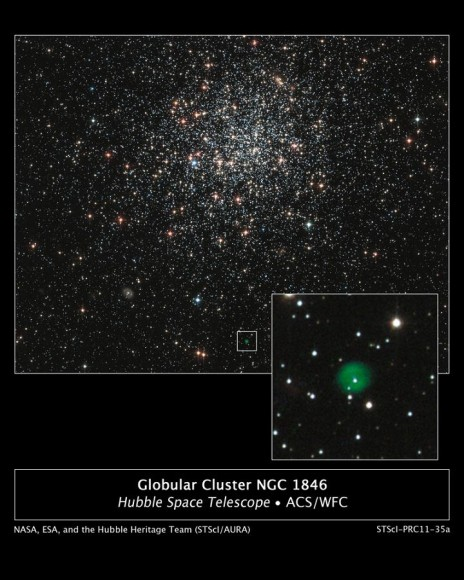 Globular Cluster NGC 1846
Hubble Space Telescope • ACS/WFC
NASA, ESA, and the Hubble Heritage Team (STScI/AURA)
STScI-PRC11-35a